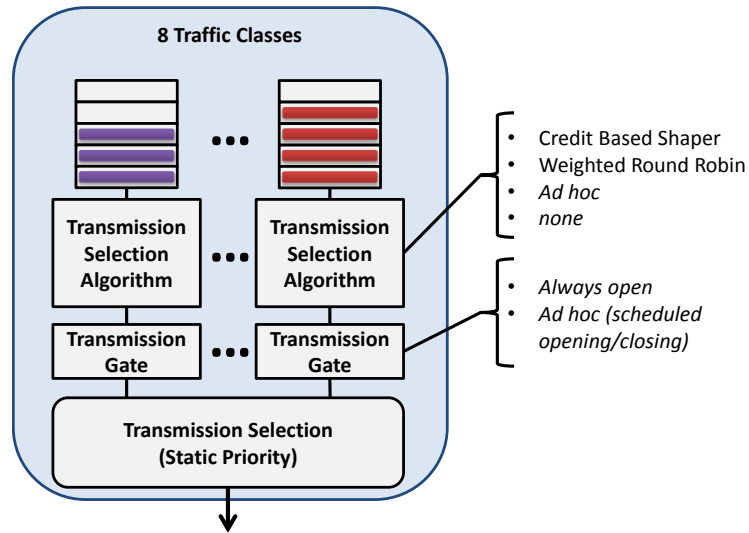 8 Traffic Classes
Transmission
Selection
Algorithm
Transmission
Selection
Algorithm
Transmission
Gate
Transmission
Gate
Transmission Selection
(Static Priority)
• Credit Based Shaper
• Weighted Round Robin
• Ad hoc
• none
• Always open
• Ad hoc (scheduled
opening/closing)